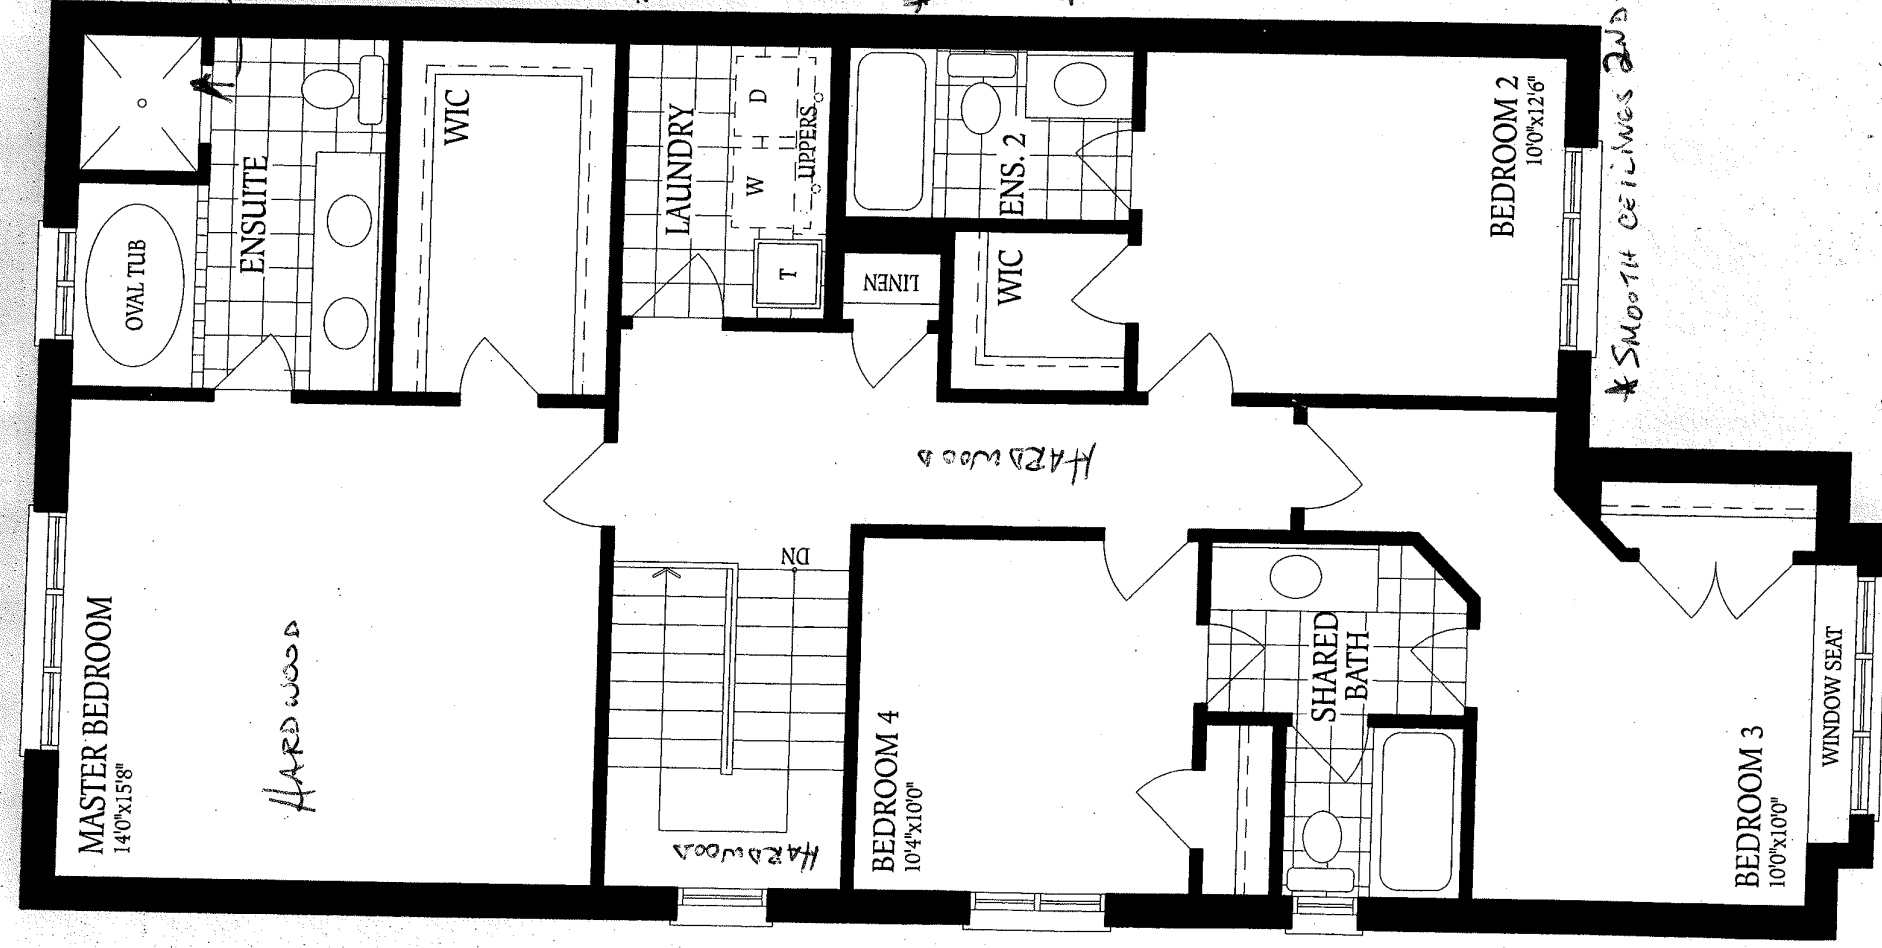 OVAL TUB
ENSUITE
WIC
LAUNDRY
W
H
D
UPPERS
T
LINEN
ENS. 2
WIC
BEDROOM 2
10'0"x12'6"
* SMOOTH CEILINGS 2ND
HARDWOOD
MASTER BEDROOM
14'0"x15'8"
HARDWOOD
DN
HARDWOOD
BEDROOM 4
10'4"x10'0"
SHARED
BATH
BEDROOM 3
10'0"x10'0"
WINDOW SEAT